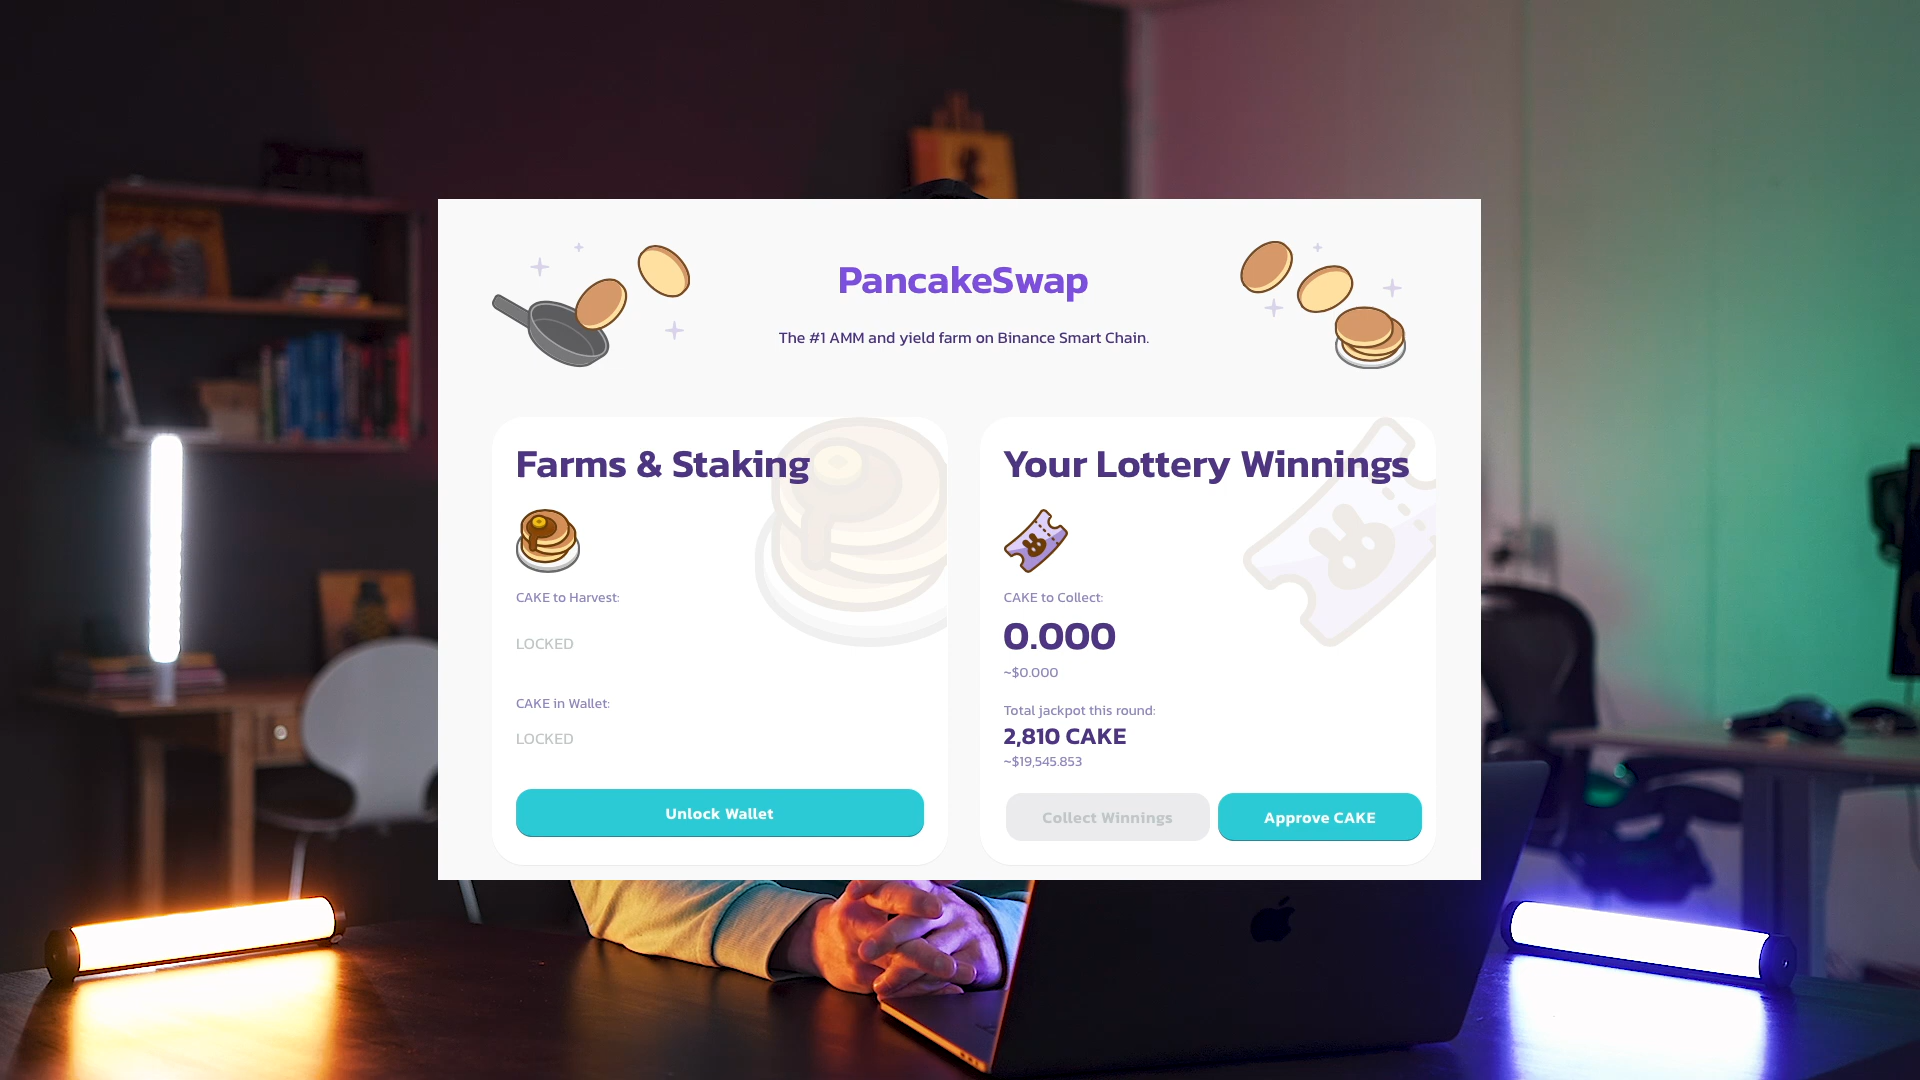 PancakeSwap
The #1 AMM and yield farm on Binance Smart Chain.
Farms & Staking
CAKE to Harvest:
LOCKED
CAKE in Wallet:
LOCKED
Unlock Wallet
Your Lottery Winnings
CAKE to Collect:
0.000
~$0.000
Total jackpot this round:
2,810 CAKE
~$19,545.853
Collect Winnings
Approve CAKE